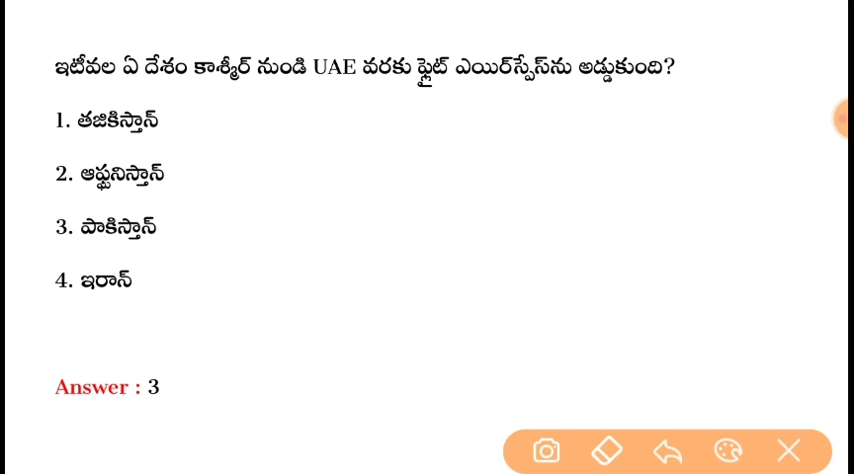 ఇటీవల ఏ దేశం కాశ్మీర్ నుండి UAE వరకు ఫ్లైట్ ఎయిర్‌స్పేస్‌ను అడ్డుకుంది?
1. తజికిస్తాన్
2. ఆఫ్ఘనిస్తాన్
3. పాకిస్తాన్
4. ఇరాన్
Answer : 3